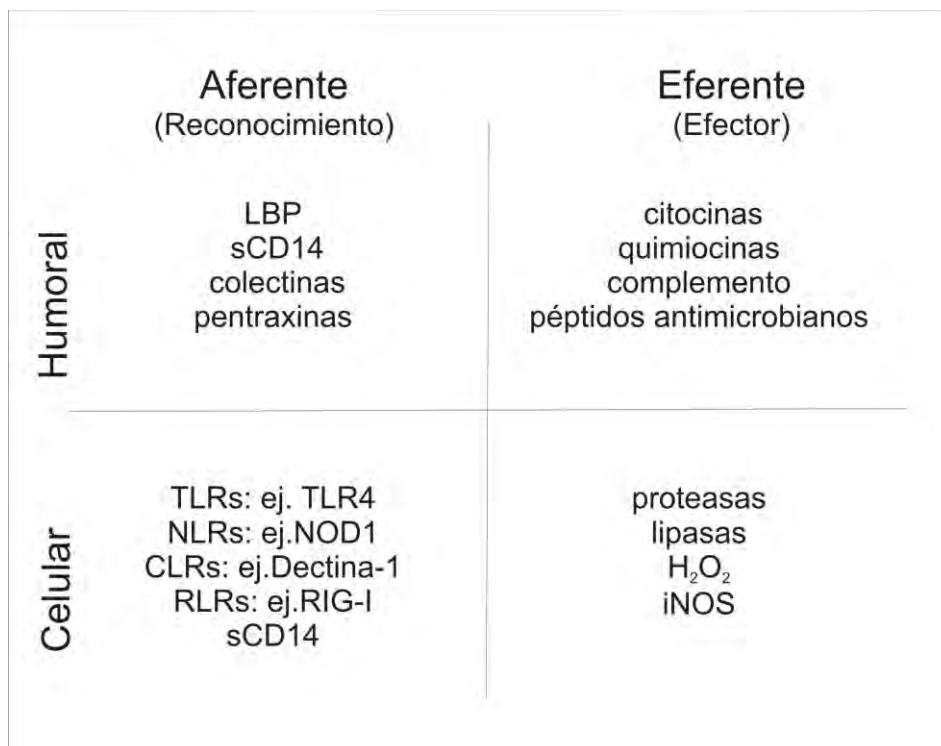 Aferente
(Reconocimiento)
Eferente
(Efector)
Humoral
LBP
sCD14
colectinas
pentraxinas
citocinas
quimiocinas
complemento
péptidos antimicrobianos
Celular
TLRs: ej. TLR4
NLRs: ej.NOD1
CLRs: ej.Dectina-1
RLRs: ej.RIG-I
sCD14
proteasas
lipasas
H₂O₂
iNOS